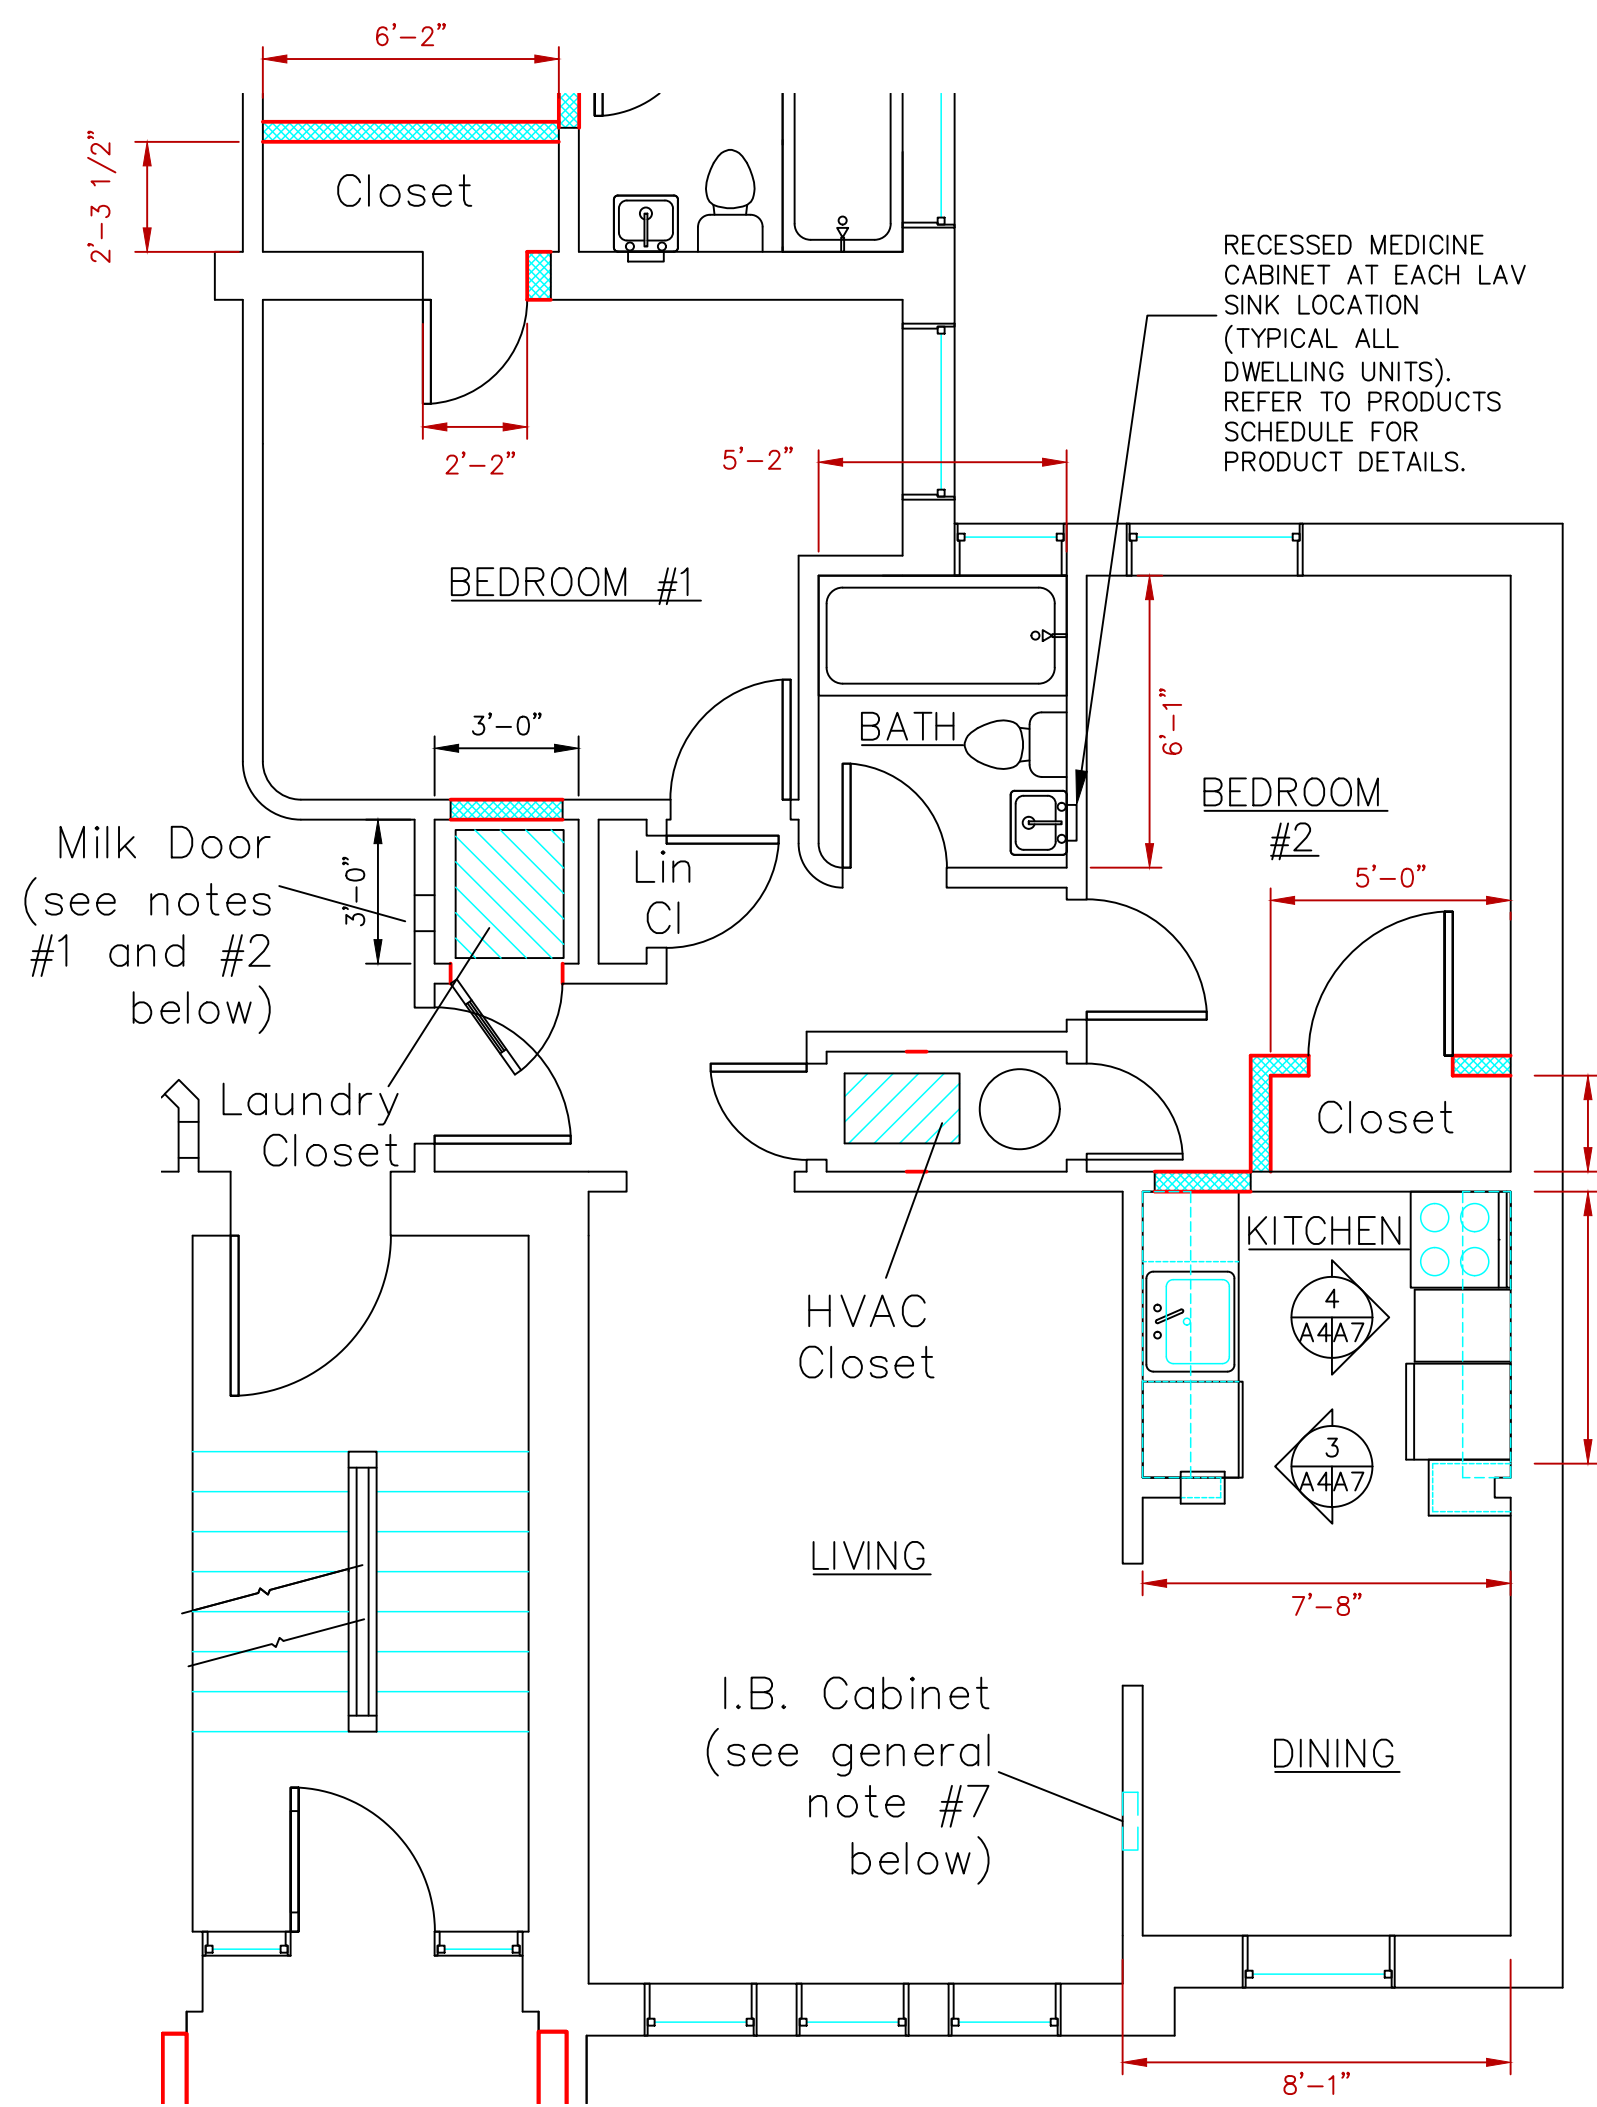 6'-2"
2'-3 1/2"
Closet
RECESSED MEDICINE
CABINET AT EACH LAV
SINK LOCATION
(TYPICAL ALL
DWELLING UNITS).
REFER TO PRODUCTS
SCHEDULE FOR
PRODUCT DETAILS.
2'-2"
5'-2"
BEDROOM #1
3'-0"
BATH
6'-1"
BEDROOM
#2
Milk Door
(see notes
#1 and #2
below)
3'-0"
Lin
Cl
5'-0"
Laundry
Closet
Closet
KITCHEN
HVAC
Closet
4
A4A7
3
A4A7
LIVING
7'-8"
I.B. Cabinet
(see general
note #7
below)
DINING
8'-1"